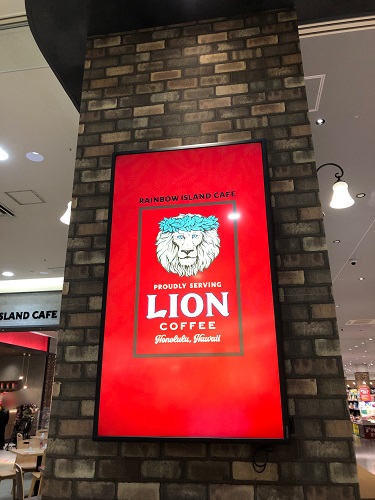 RAINBOW ISLAND CAFE
PROUDLY SERVING
LION
COFFEE
Honolulu, Hawaii
ISLAND CAFE